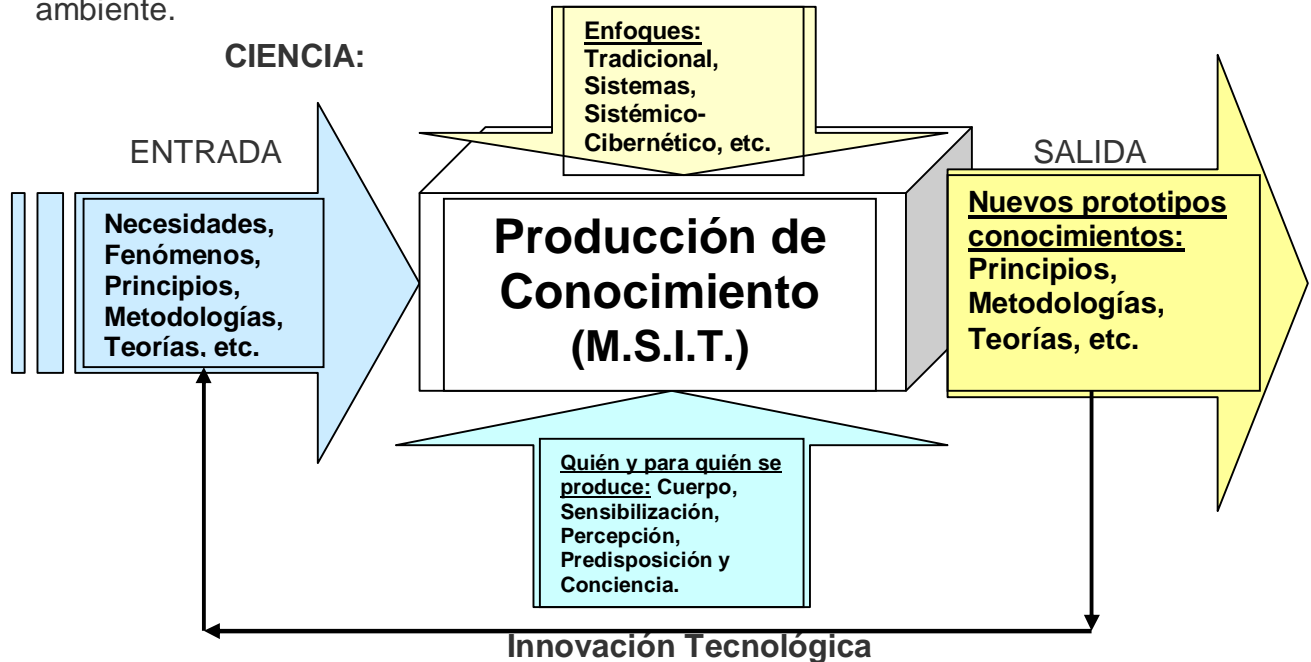 ambiente.
CIENCIA:
Enfoques:
Tradicional,
Sistemas,
Sistémico-
Cibernético, etc.
ENTRADA
SALIDA
Necesidades,
Fenómenos,
Principios,
Metodologías,
Teorías, etc.
Producción de
Conocimiento
(M.S.I.T.)
Nuevos prototipos
conocimientos:
Principios,
Metodologías,
Teorías, etc.
Quién y para quién se
produce: Cuerpo,
Sensibilización,
Percepción,
Predisposición y
Conciencia.
Innovación Tecnológica